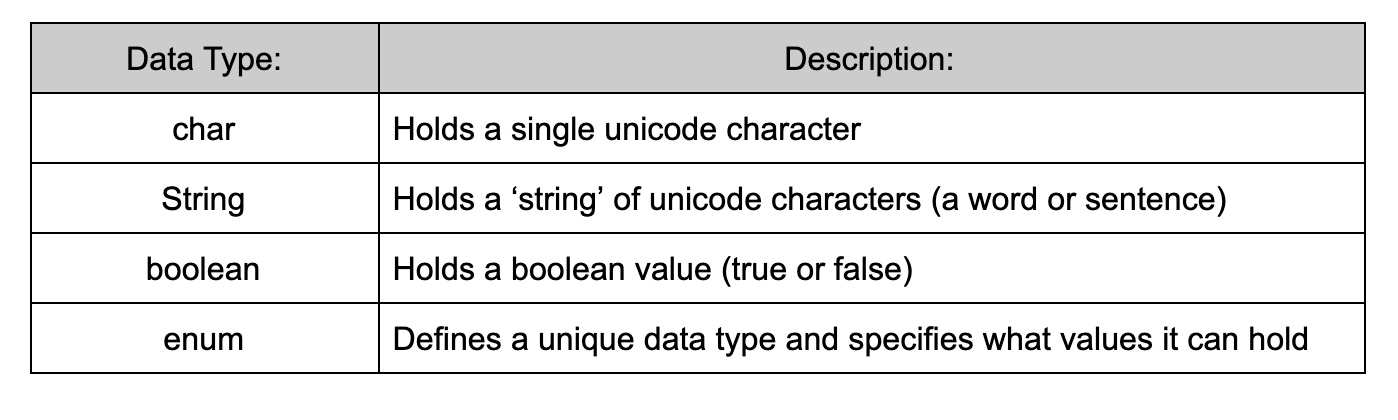 Data Type: Description:
char Holds a single unicode character
String Holds a ‘string’ of unicode characters (a word or sentence)
boolean Holds a boolean value (true or false)
enum Defines a unique data type and specifies what values it can hold